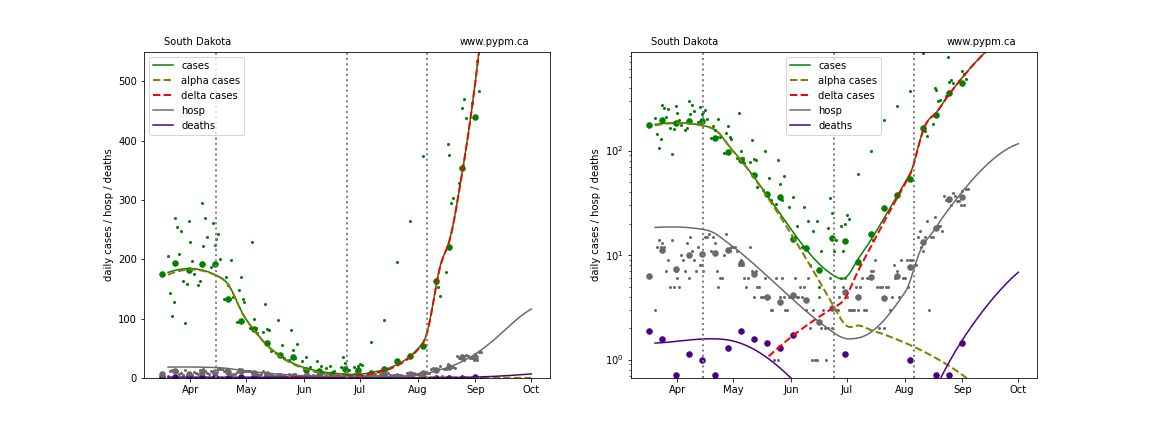 South Dakota
www.pypm.ca
daily cases / hosp / deaths
500
400
300
200
100
0
cases
alpha cases
delta cases
hosp
deaths
Apr
May
Jun
Jul
Aug
Sep
Oct
South Dakota
www.pypm.ca
daily cases / hosp / deaths
10²
10¹
10⁰
cases
alpha cases
delta cases
hosp
deaths
Apr
May
Jun
Jul
Aug
Sep
Oct